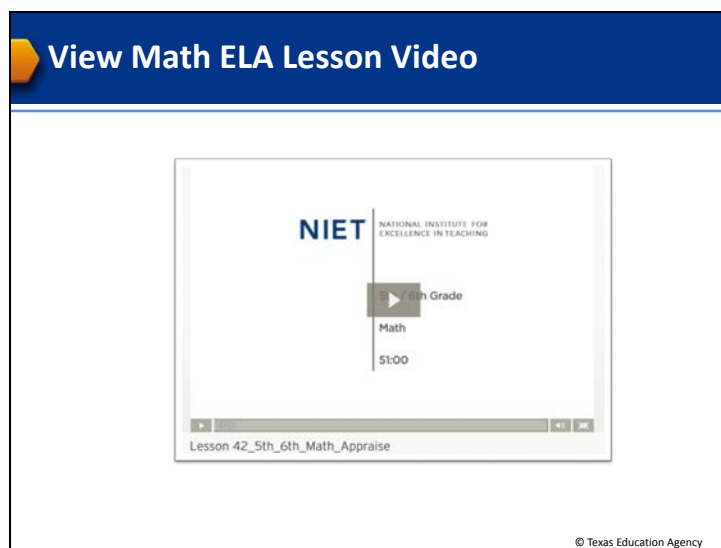 View Math ELA Lesson Video
NIET
NATIONAL INSTITUTE FOR
EXCELLENCE IN TEACHING
6th Grade
Math
51:00
Lesson 42_5th_6th_Math_Appraise
© Texas Education Agency